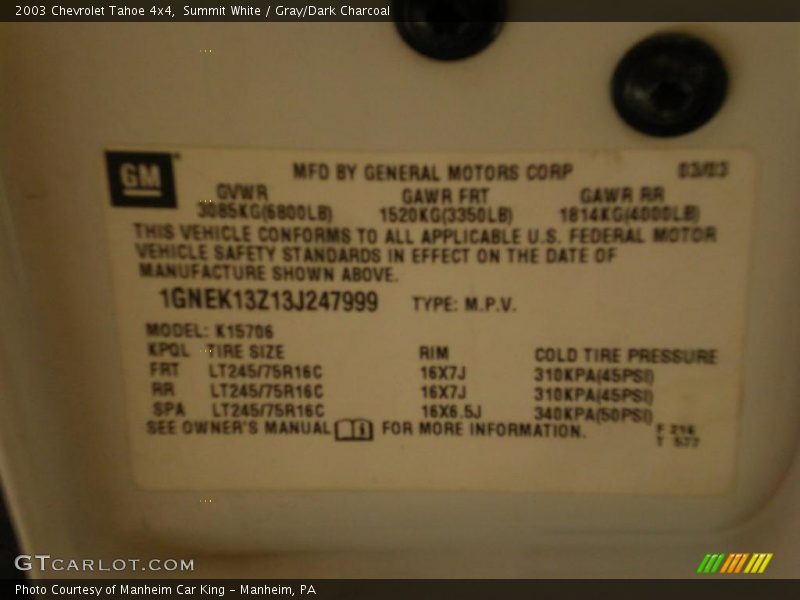 2003 Chevrolet Tahoe 4x4,  Summit White / Gray/Dark Charcoal
GM
MFD BY GENERAL MOTORS CORP 03/03
GVWR GAWR FRT GAWR RR
3085KG(6800LB) 1520KG(3350LB) 1814KG(4000LB)
THIS VEHICLE CONFORMS TO ALL APPLICABLE U.S. FEDERAL MOTOR
VEHICLE SAFETY STANDARDS IN EFFECT ON THE DATE OF
MANUFACTURE SHOWN ABOVE.
1GNEK13Z13J247999 TYPE: M.P.V.
MODEL: K15706
KPQL TIRE SIZE RIM COLD TIRE PRESSURE
FRT LT245/75R16C 16X7J 310KPA(45PSI)
RR LT245/75R16C 16X7J 310KPA(45PSI)
SPA LT245/75R16C 16X6.5J 340KPA(50PSI)
SEE OWNER'S MANUAL FOR MORE INFORMATION.
F 216
T 577
GTCARLOT.COM
Photo Courtesy of Manheim Car King - Manheim, PA